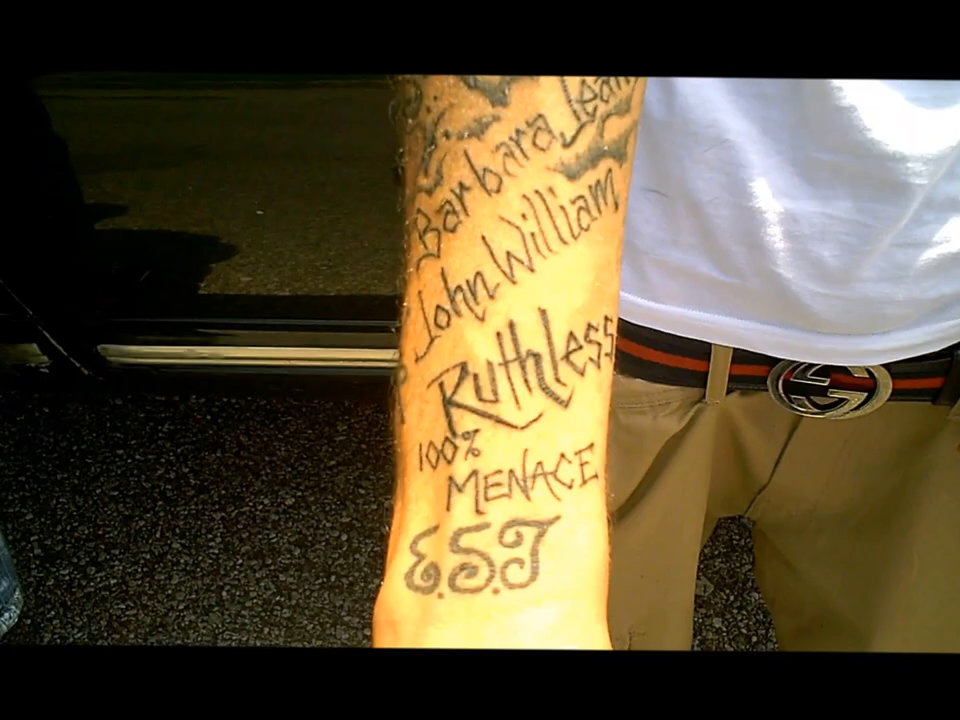 Barbara Jean
John William
Ruthless
100%
MENACE
E.S.T